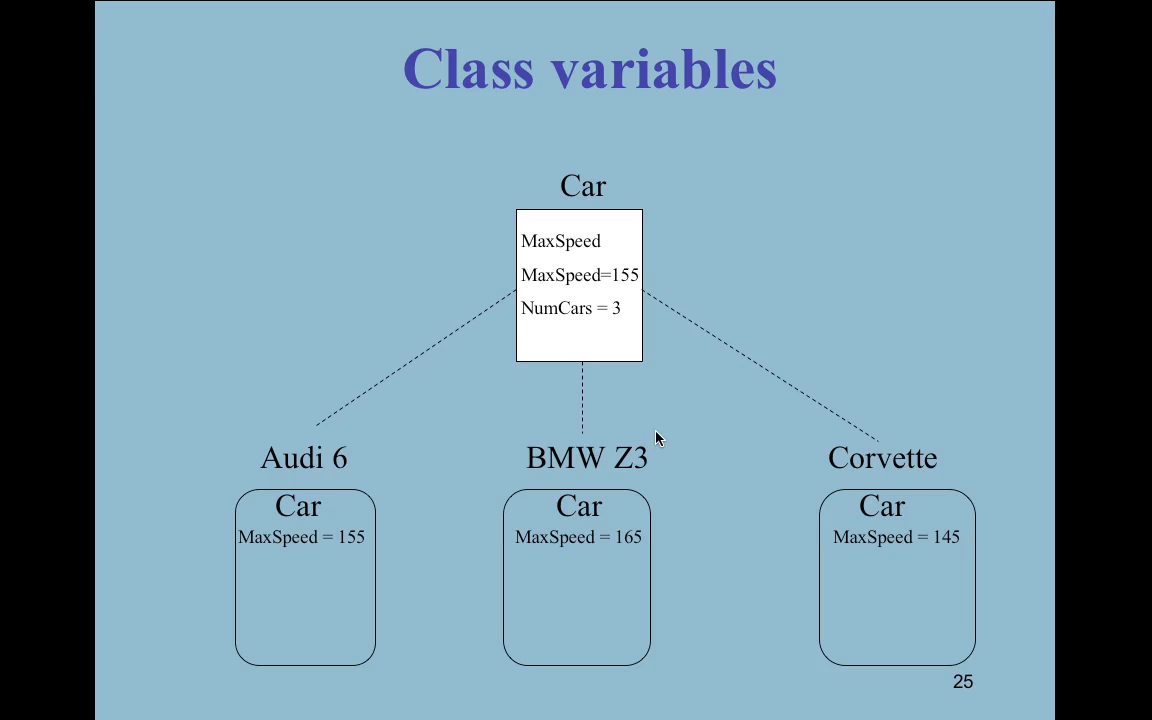 Class variables
Car
MaxSpeed
MaxSpeed=155
NumCars = 3
Audi 6
BMW Z3
Corvette
Car
MaxSpeed = 155
Car
MaxSpeed = 165
Car
MaxSpeed = 145
25